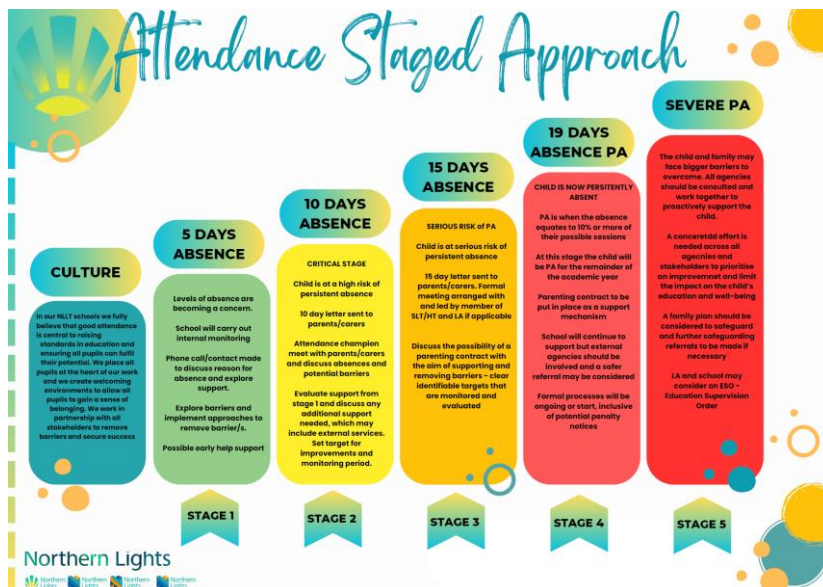 Attendance Staged Approach
CULTURE
In our NLLT schools we fully
believe that good attendance
is central to raising
standards in education and
ensuring all pupils can fulfil
their potential. We place all
pupils at the heart of our work
and we create welcoming
environments to allow all
pupils to gain a sense of
belonging. We work in
partnership with all
stakeholders to remove
barriers and secure success
5 DAYS
ABSENCE
Levels of absence are
becoming a concern.
School will carry out
internal monitoring
Phone call/contact made
to discuss reason for
absence and explore
support.
Explore barriers and
implement approaches to
remove barrier/s.
Possible early help support
STAGE 1
10 DAYS
ABSENCE
CRITICAL STAGE
Child is at a high risk of
persistent absence
10 day letter sent to
parents/carers
Attendance champion
meet with parents/carers
and discuss absences and
potential barriers
Evaluate support from
stage 1 and discuss any
additional support
needed, which may
include external services.
Set target for
improvements and
monitoring period.
STAGE 2
15 DAYS
ABSENCE
SERIOUS RISK of PA
Child is at serious risk of
persistent absence
15 day letter sent to
parents/carers. Formal
meeting arranged with
and led by member of
SLT/HT and LA if applicable
Discuss the possibility of a
parenting contract with
the aim of supporting and
removing barriers - clear
identifiable targets that
are monitored and
evaluated
STAGE 3
19 DAYS
ABSENCE PA
CHILD IS NOW PERSITENTLY
ABSENT
PA is when the absence
equates to 10% or more of
their possible sessions
At this stage the child will
be PA for the remainder of
the academic year
Parenting contract to be
put in place as a support
mechanism
School will continue to
support but external
agencies should be
involved and a safer
referral may be considered
Formal processes will be
ongoing or start, inclusive
of potential penalty
notices
STAGE 4
SEVERE PA
The child and family may
face bigger barriers to
overcome. All agencies
should be consulted and
work together to
proactively support the
child.
A conceretdd effort is
needed across all
agecnies and
stakeholders to prioritise
an improvemnet and limit
the impact on the child's
education and well-being
A family plan should be
considered to safeguard
and further safeguarding
referrals to be made if
necessary
LA and school may
consider an ESO -
Education Supervision
Order
STAGE 5
Northern Lights
Northern
Lights
Northern
Lights
Northern
Lights
Northern
Lights